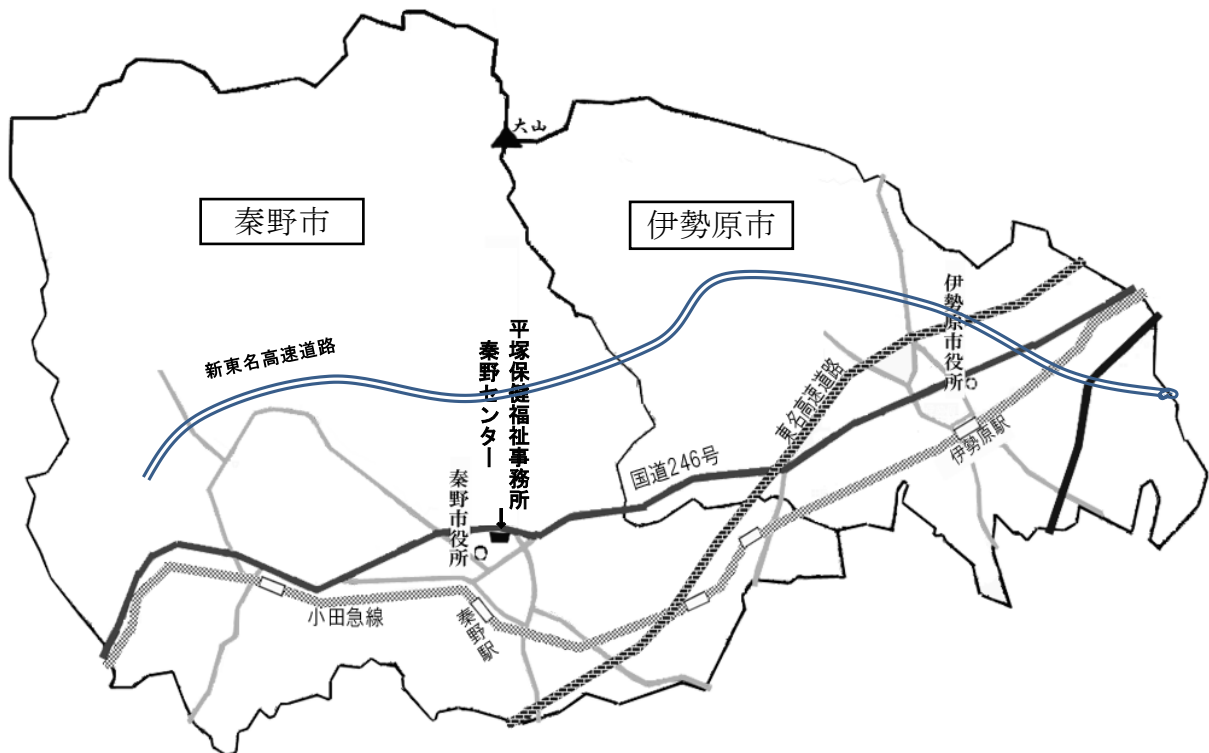 大山
秦野市
伊勢原市
伊勢原市役所
新東名高速道路
平塚保健福祉事務所
秦野センター
東名高速道路
国道246号
伊勢原駅
秦野市役所
小田急線
秦野駅